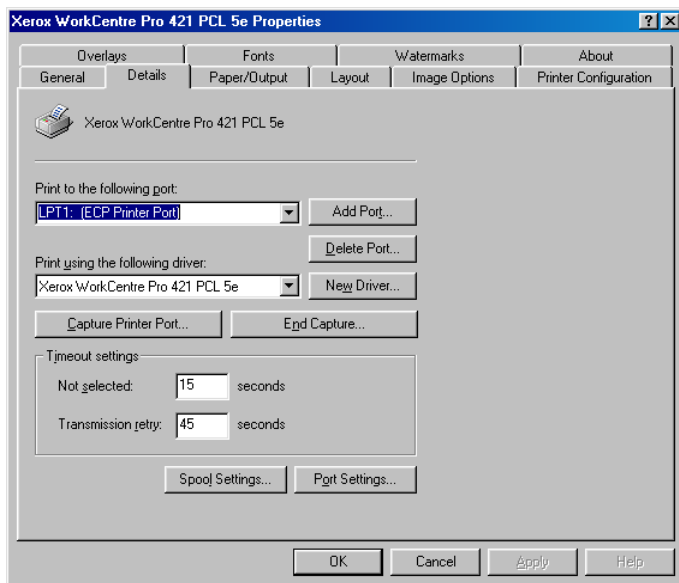 Xerox WorkCentre Pro 421 PCL 5e Properties
Overlays Fonts Watermarks About
General Details Paper/Output Layout Image Options Printer Configuration
Xerox WorkCentre Pro 421 PCL 5e
Print to the following port:
LPT1: (ECP Printer Port) Add Port...
Delete Port...
Print using the following driver:
Xerox WorkCentre Pro 421 PCL 5e New Driver...
Capture Printer Port... End Capture...
Timeout settings
Not selected: 15 seconds
Transmission retry: 45 seconds
Spool Settings... Port Settings...
OK Cancel Apply Help